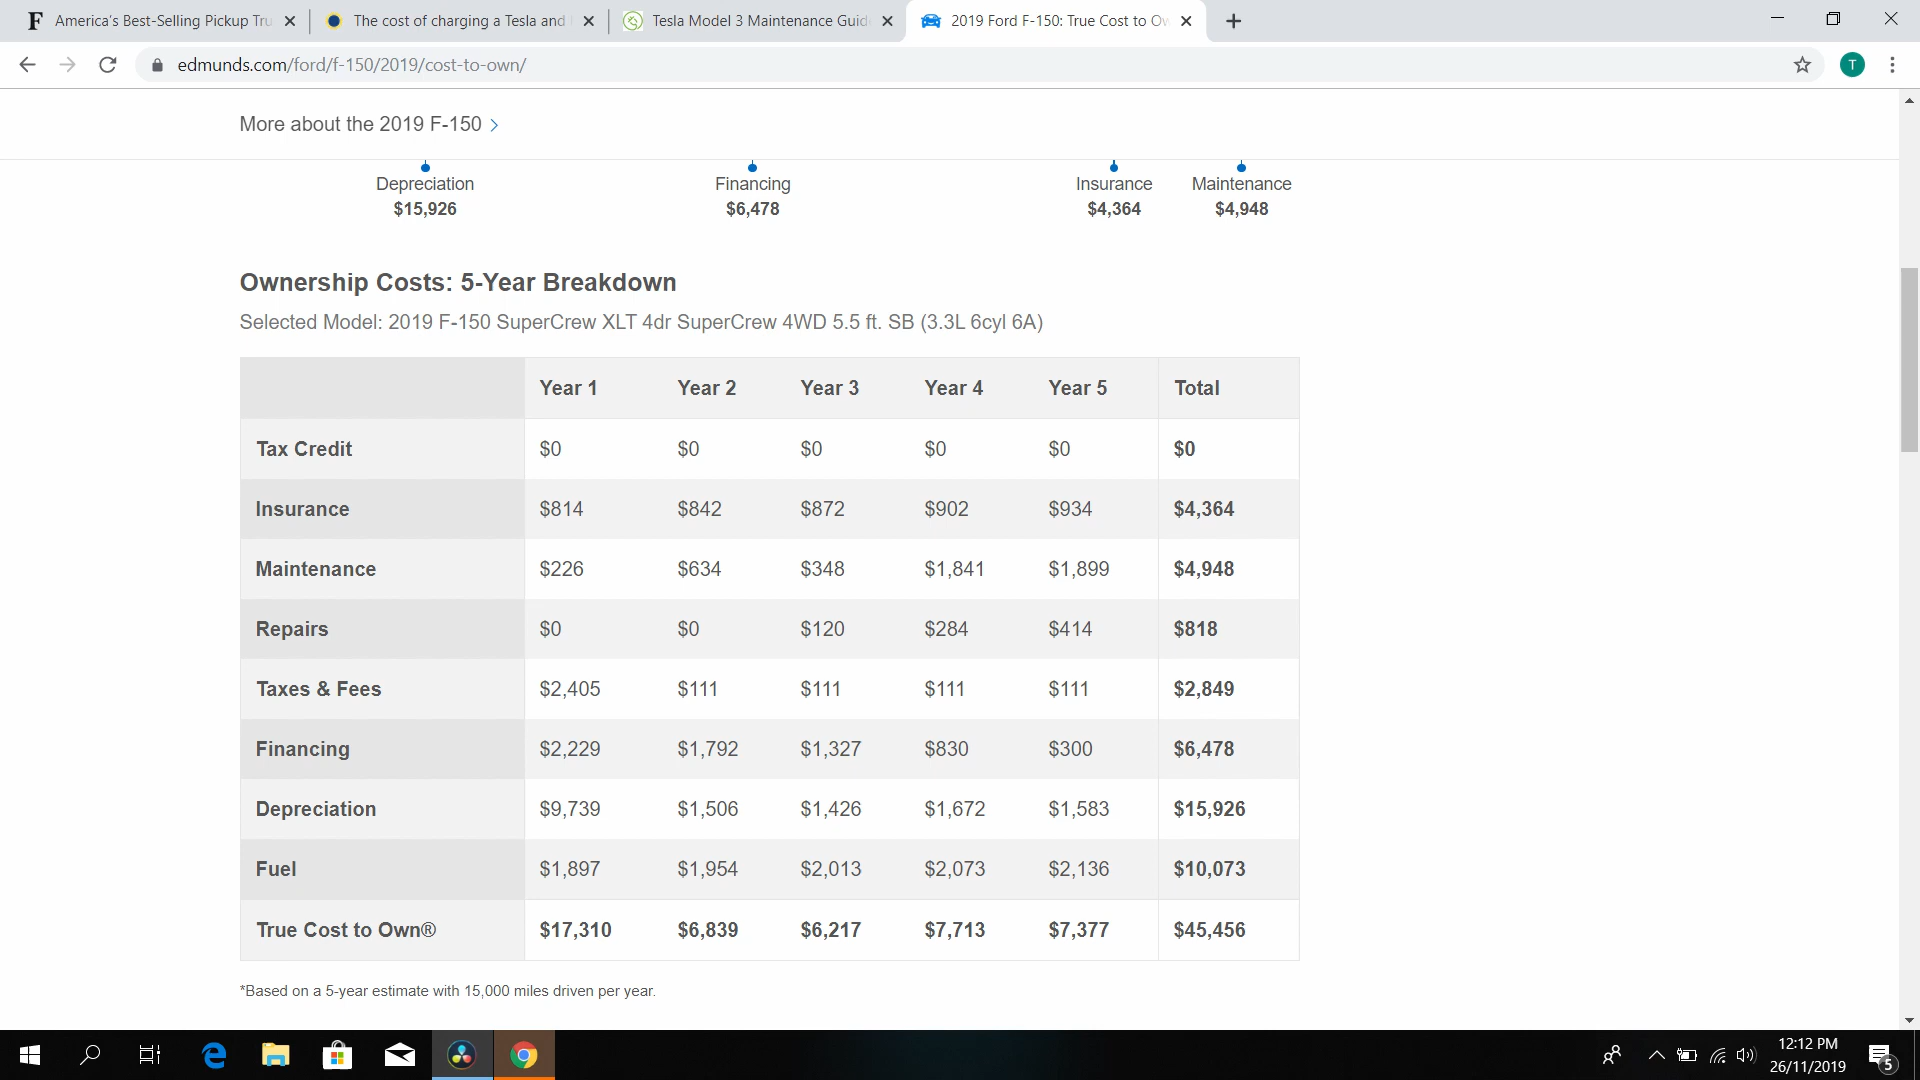 America's Best-Selling Pickup Tru
The cost of charging a Tesla and
Tesla Model 3 Maintenance Guid
2019 Ford F-150: True Cost to Ow
edmunds.com/ford/f-150/2019/cost-to-own/
T
More about the 2019 F-150
Depreciation Financing Insurance Maintenance
$15,926 $6,478 $4,364 $4,948
Ownership Costs: 5-Year Breakdown
Selected Model: 2019 F-150 SuperCrew XLT 4dr SuperCrew 4WD 5.5 ft. SB (3.3L 6cyl 6A)
Year 1 Year 2 Year 3 Year 4 Year 5 Total
Tax Credit $0 $0 $0 $0 $0 $0
Insurance $814 $842 $872 $902 $934 $4,364
Maintenance $226 $634 $348 $1,841 $1,899 $4,948
Repairs $0 $0 $120 $284 $414 $818
Taxes & Fees $2,405 $111 $111 $111 $111 $2,849
Financing $2,229 $1,792 $1,327 $830 $300 $6,478
Depreciation $9,739 $1,506 $1,426 $1,672 $1,583 $15,926
Fuel $1,897 $1,954 $2,013 $2,073 $2,136 $10,073
True Cost to Own® $17,310 $6,839 $6,217 $7,713 $7,377 $45,456
*Based on a 5-year estimate with 15,000 miles driven per year.
12:12 PM
26/11/2019
5